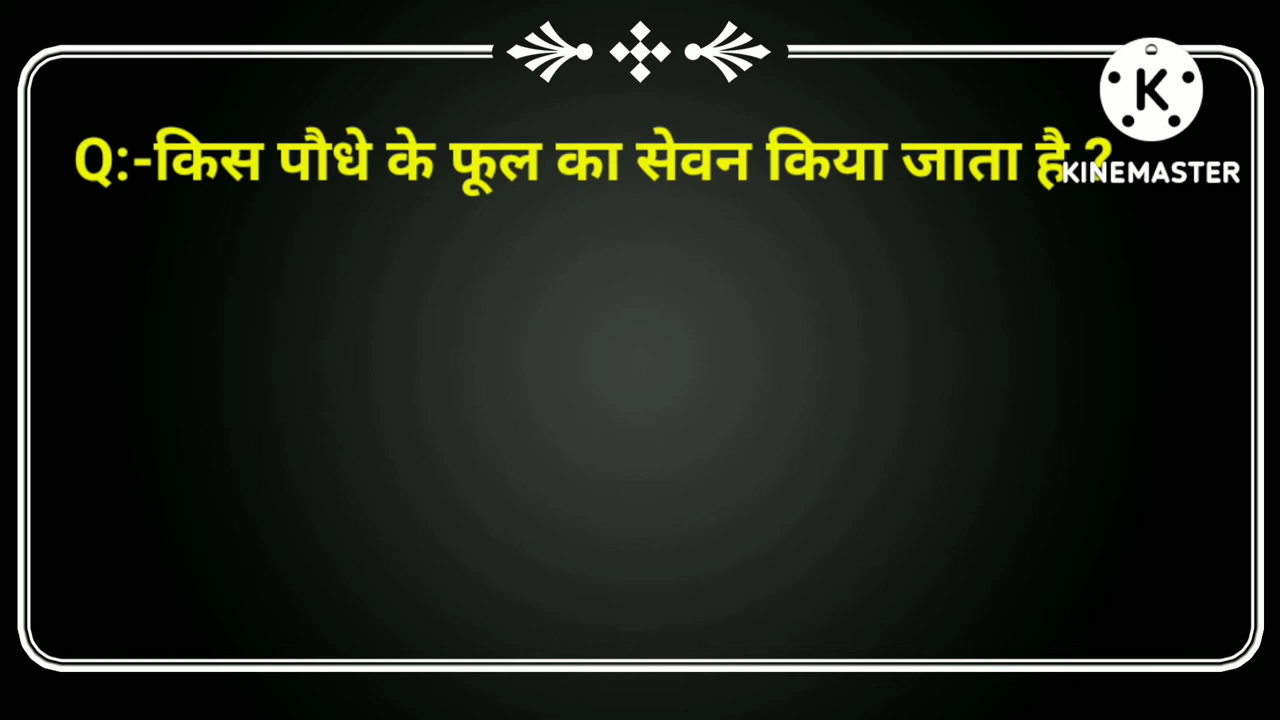 Q:-किस पौधे के फूल का सेवन किया जाता है ?
K
KINEMASTER